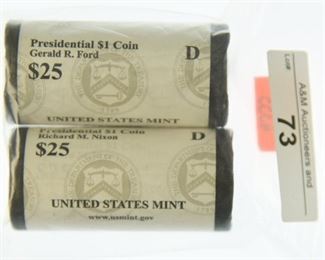 Presidential $1 Coin
Gerald R. Ford
D
$25
UNITED STATES MINT
Presidential $1 Coin
Richard M. Nixon
D
$25
UNITED STATES MINT
www.usmint.gov
Lot#
73
A&M Auctioneers and